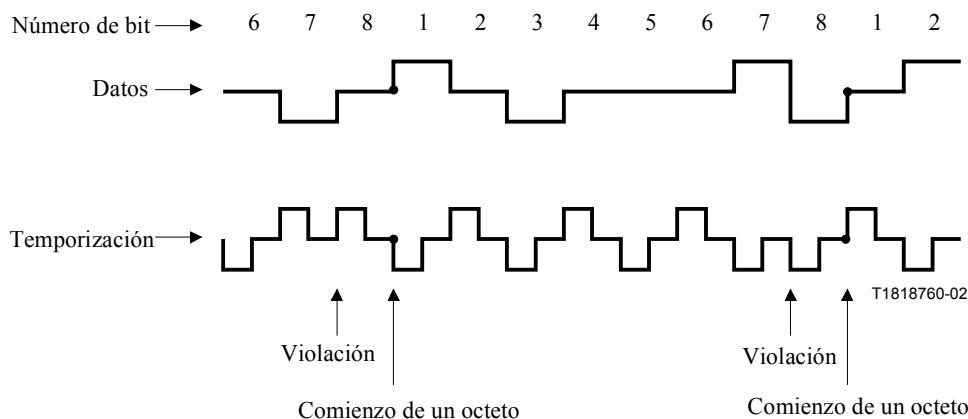 Número de bit 6 7 8 1 2 3 4 5 6 7 8 1 2
Datos
Temporización
T1818760-02
Violación Violación
Comienzo de un octeto Comienzo de un octeto